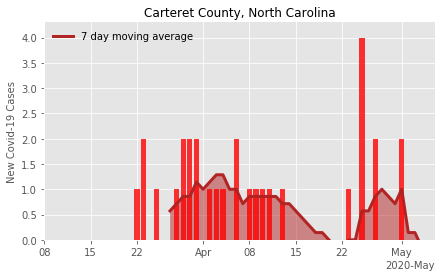 Carteret County, North Carolina
7 day moving average
New Covid-19 Cases
4.0
3.5
3.0
2.5
2.0
1.5
1.0
0.5
0.0
08 15 22 Apr 08 15 22 May
2020-May